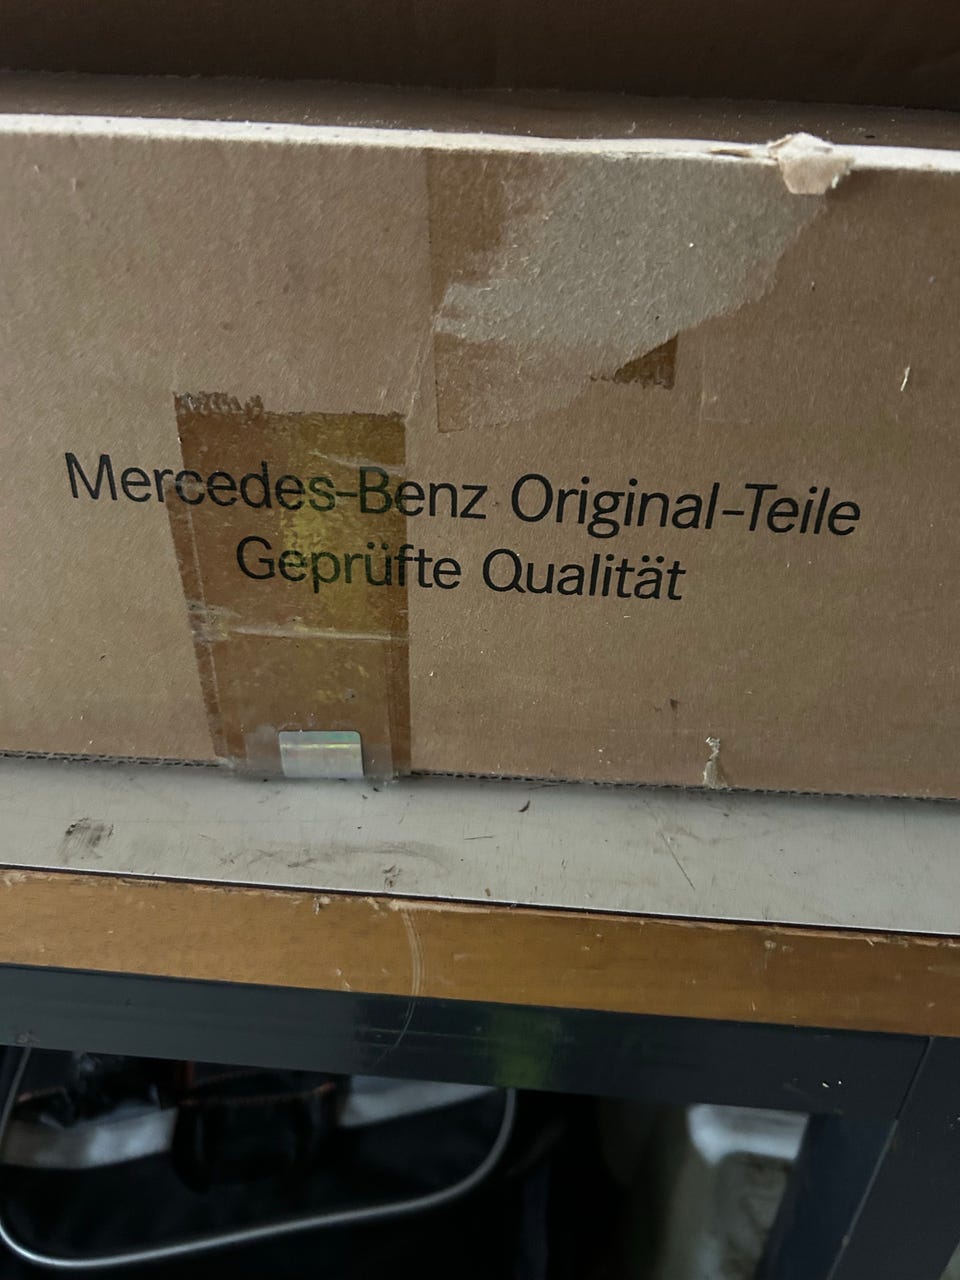 Mercedes-Benz Original-Teile
Geprüfte Qualität